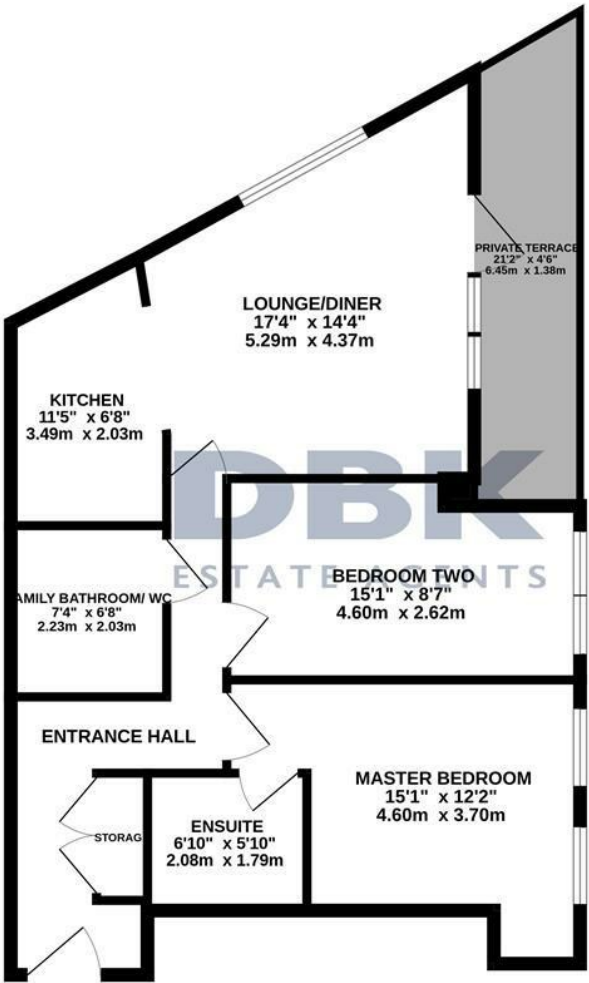 PRIVATE TERRACE
21'2" x 4'6"
6.45m x 1.38m
LOUNGE/DINER
17'4" x 14'4"
5.29m x 4.37m
KITCHEN
11'5" x 6'8"
3.49m x 2.03m
DBK
ESTATE AGENTS
BEDROOM TWO
15'1" x 8'7"
4.60m x 2.62m
AMILY BATHROOM/ WC
7'4" x 6'8"
2.23m x 2.03m
ENTRANCE HALL
MASTER BEDROOM
15'1" x 12'2"
4.60m x 3.70m
ENSUITE
6'10" x 5'10"
2.08m x 1.79m
STORAG